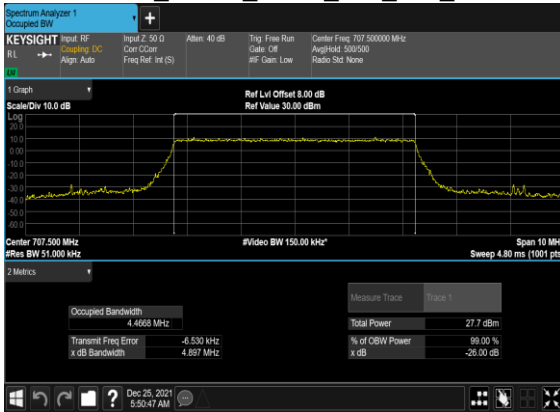 Spectrum Analyzer 1
Occupied BW
KEYSIGHT
RL
Input: RF
Coupling: DC
Align: Auto
Input Z: 50 Ω
Corr CCorr
Freq Ref: Int (S)
Atten: 40 dB
Trig: Free Run
Gate: Off
#IF Gain: Low
Center Freq: 707.500000 MHz
Avg|Hold: 500/500
Radio Std: None
1 Graph
Scale/Div 10.0 dB
Ref Lvl Offset 8.00 dB
Ref Value 30.00 dBm
Log
20.0
10.0
0.00
-10.0
-20.0
-30.0
-40.0
-50.0
-60.0
Center 707.500 MHz
#Res BW 51.000 kHz
#Video BW 150.00 kHz*
Span 10 MH
Sweep 4.80 ms (1001 pts
2 Metrics
Measure Trace
Trace 1
Occupied Bandwidth
4.4668 MHz
Total Power
27.7 dBm
Transmit Freq Error
-6.530 kHz
% of OBW Power
99.00 %
x dB Bandwidth
4.897 MHz
x dB
-26.00 dB
?
Dec 25, 2021
5:50:47 AM